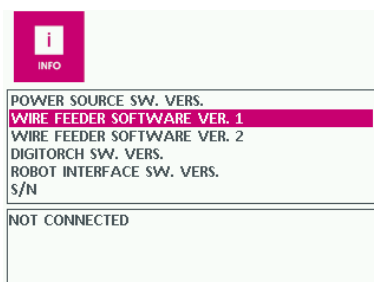 i
INFO
POWER SOURCE SW. VERS.
WIRE FEEDER SOFTWARE VER. 1
WIRE FEEDER SOFTWARE VER. 2
DIGITORCH SW. VERS.
ROBOT INTERFACE SW. VERS.
S/N
NOT CONNECTED